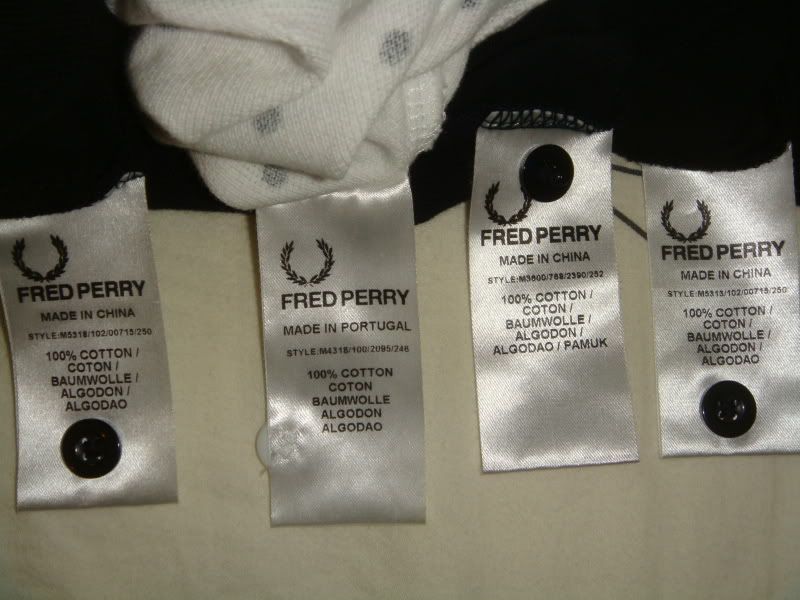 FRED PERRY
MADE IN CHINA
STYLE:M5318/102/00715/250
100% COTTON /
COTON /
BAUMWOLLE /
ALGODON /
ALGODAO
FRED PERRY
MADE IN PORTUGAL
STYLE:M4318/100/2095/246
100% COTTON
COTON
BAUMWOLLE
ALGODON
ALGODAO
FRED PERRY
MADE IN CHINA
STYLE:M3600/768/2390/252
100% COTTON /
COTON /
BAUMWOLLE /
ALGODON /
ALGODAO / PAMUK
FRED PERRY
MADE IN CHINA
STYLE:M5313/102/00715/250
100% COTTON /
COTON /
BAUMWOLLE /
ALGODON /
ALGODAO